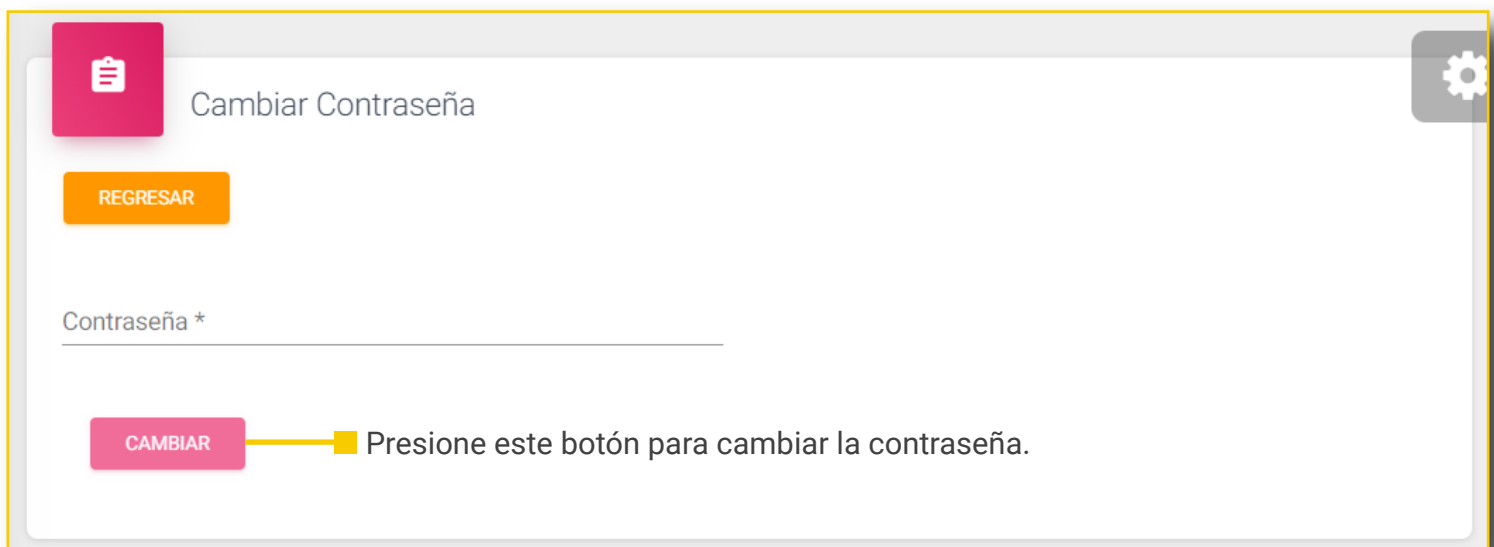 Cambiar Contraseña
REGRESAR
Contraseña *
CAMBIAR
Presione este botón para cambiar la contraseña.